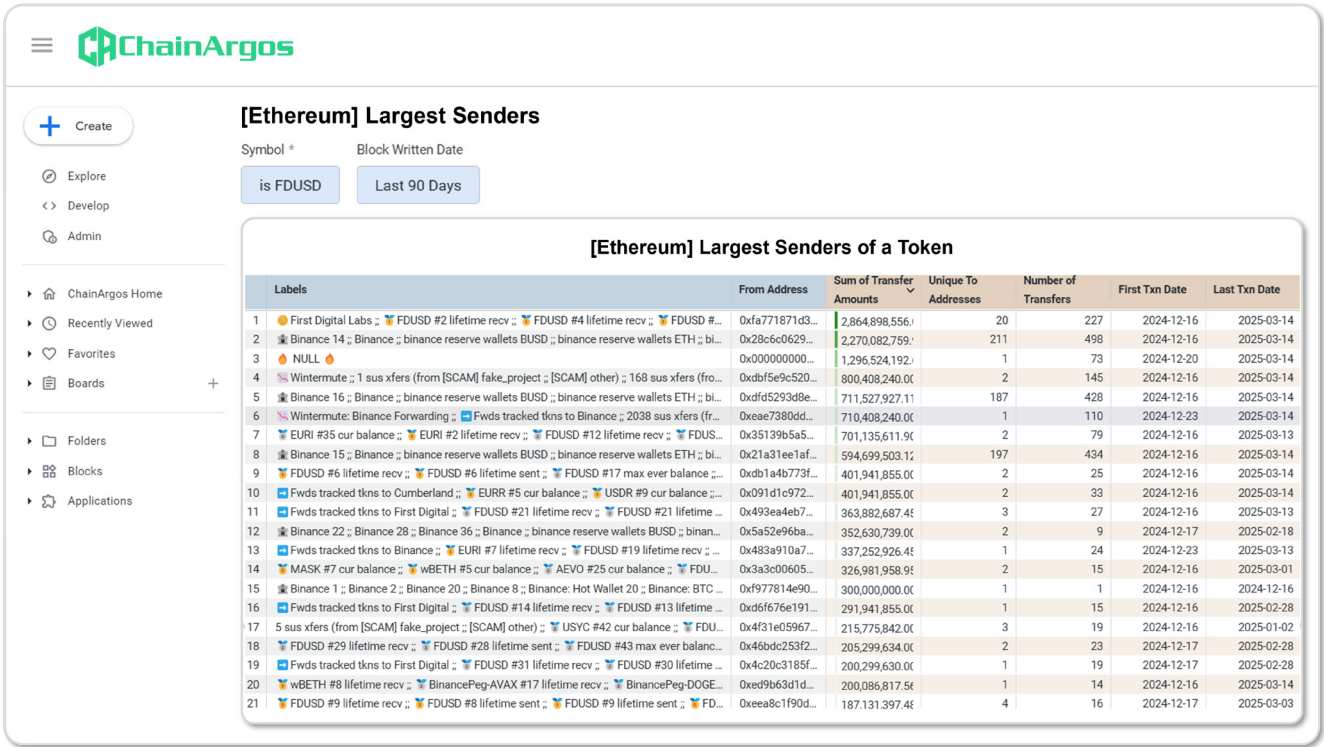 ChainArgos
Create
Explore
Develop
Admin
ChainArgos Home
Recently Viewed
Favorites
Boards
Folders
Blocks
Applications
[Ethereum] Largest Senders
Symbol * Block Written Date
is FDUSD Last 90 Days
[Ethereum] Largest Senders of a Token
Labels From Address Sum of Transfer Amounts Unique To Addresses Number of Transfers First Txn Date Last Txn Date
1 First Digital Labs ;; FDUSD #2 lifetime recv ;; FDUSD #4 lifetime recv ;; FDUSD #... 0xfa771871d3... 2,864,898,556. 20 227 2024-12-16 2025-03-14
2 Binance 14 ;; Binance ;; binance reserve wallets BUSD ;; binance reserve wallets ETH ;; bi... 0x28c6c0629... 2,270,082,759. 211 498 2024-12-16 2025-03-14
3 NULL 0x000000000... 1,296,524,192. 1 73 2024-12-20 2025-03-14
4 Wintermute ;; 1 sus xfers (from [SCAM] fake_project ;; [SCAM] other) ;; 168 sus xfers (fro... 0xdbf5e9c520... 800,408,240.00 2 145 2024-12-16 2025-03-14
5 Binance 16 ;; Binance ;; binance reserve wallets BUSD ;; binance reserve wallets ETH ;; bi... 0xdfd5293d8e... 711,527,927.11 187 428 2024-12-16 2025-03-14
6 Wintermute: Binance Forwarding ;; Fwds tracked tkns to Binance ;; 2038 sus xfers (fr... 0xeae7380dd... 710,408,240.00 1 110 2024-12-23 2025-03-14
7 EURI #35 cur balance ;; EURI #2 lifetime recv ;; FDUSD #12 lifetime recv ;; FDUS... 0x35139b5a5... 701,135,611.90 2 79 2024-12-16 2025-03-13
8 Binance 15 ;; Binance ;; binance reserve wallets BUSD ;; binance reserve wallets ETH ;; bi... 0x21a31ee1af... 594,699,503.12 197 434 2024-12-16 2025-03-14
9 FDUSD #6 lifetime recv ;; FDUSD #6 lifetime sent ;; FDUSD #17 max ever balance ;;... 0xdb1a4b773f... 401,941,855.00 2 25 2024-12-16 2025-03-14
10 Fwds tracked tkns to Cumberland ;; EURR #5 cur balance ;; USDR #9 cur balance ;;... 0x091d1c972... 401,941,855.00 2 33 2024-12-16 2025-03-14
11 Fwds tracked tkns to First Digital ;; FDUSD #21 lifetime recv ;; FDUSD #21 lifetime ... 0x493ea4eb7... 363,882,687.45 3 27 2024-12-16 2025-03-13
12 Binance 22 ;; Binance 28 ;; Binance 36 ;; Binance ;; binance reserve wallets BUSD ;; binan... 0x5a52e96ba... 352,630,739.00 2 9 2024-12-17 2025-02-18
13 Fwds tracked tkns to Binance ;; EURI #7 lifetime recv ;; FDUSD #19 lifetime recv ;; ... 0x483a910a7... 337,252,926.45 1 24 2024-12-23 2025-03-13
14 MASK #7 cur balance ;; wBETH #5 cur balance ;; AEVO #25 cur balance ;; FDU... 0x3a3c00605... 326,981,958.95 2 15 2024-12-16 2025-03-01
15 Binance 1 ;; Binance 2 ;; Binance 20 ;; Binance 8 ;; Binance: Hot Wallet 20 ;; Binance: BTC ... 0xf977814e90... 300,000,000.00 1 1 2024-12-16 2024-12-16
16 Fwds tracked tkns to First Digital ;; FDUSD #14 lifetime recv ;; FDUSD #13 lifetime ... 0xd6f676e191... 291,941,855.00 1 15 2024-12-16 2025-02-28
17 5 sus xfers (from [SCAM] fake_project ;; [SCAM] other) ;; USYC #42 cur balance ;; FDU... 0x4f31e05967... 215,775,842.00 3 19 2024-12-16 2025-01-02
18 FDUSD #29 lifetime recv ;; FDUSD #28 lifetime sent ;; FDUSD #43 max ever balanc... 0x46bdc253f2... 205,299,634.00 2 23 2024-12-17 2025-02-28
19 Fwds tracked tkns to First Digital ;; FDUSD #31 lifetime recv ;; FDUSD #30 lifetime ... 0x4c20c3185f... 200,299,630.00 1 19 2024-12-17 2025-02-28
20 wBETH #8 lifetime recv ;; BinancePeg-AVAX #17 lifetime recv ;; BinancePeg-DOGE... 0xed9b63d1d... 200,086,817.56 1 14 2024-12-16 2025-03-14
21 FDUSD #9 lifetime recv ;; FDUSD #8 lifetime sent ;; FDUSD #9 lifetime sent ;; FD... 0xeea8c1f90d... 187,131,397.48 4 16 2024-12-17 2025-03-03